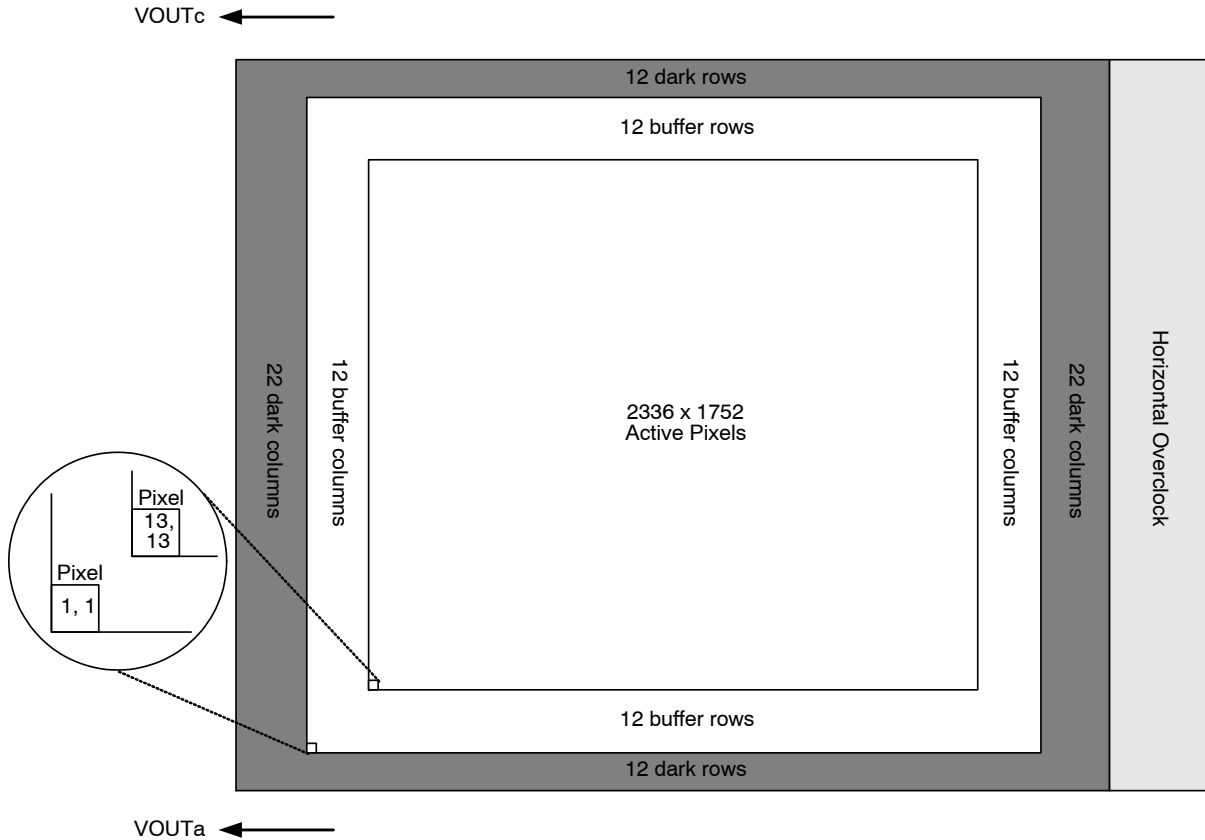 VOUTc
12 dark rows
12 buffer rows
22 dark columns
12 buffer columns
2336 x 1752
Active Pixels
12 buffer columns
22 dark columns
Horizontal Overclock
Pixel
13,
13
Pixel
1, 1
12 buffer rows
12 dark rows
VOUTa